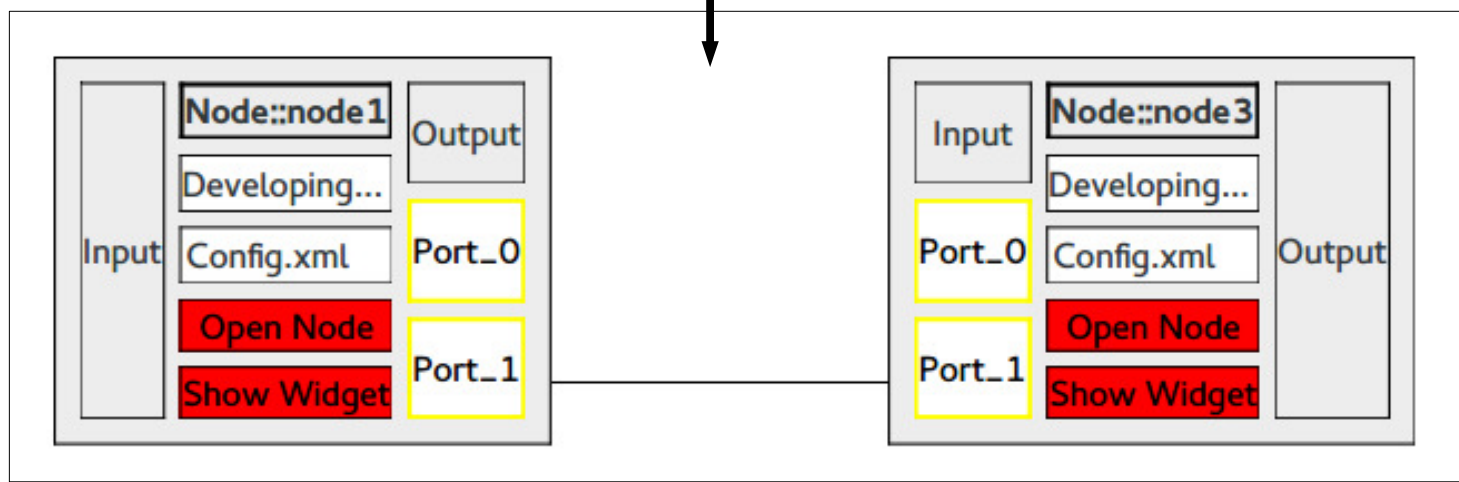 Input
Node::node1
Developing...
Config.xml
Open Node
Show Widget
Output
Port_0
Port_1
Input
Port_0
Port_1
Node::node3
Developing...
Config.xml
Open Node
Show Widget
Output